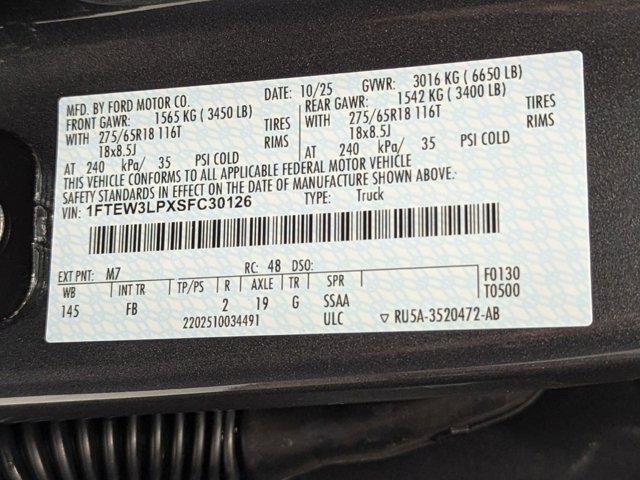 MFD. BY FORD MOTOR CO. DATE: 10/25 GVWR: 3016 KG ( 6650 LB)
FRONT GAWR: 1565 KG ( 3450 LB) REAR GAWR: 1542 KG ( 3400 LB)
WITH 275/65R18 116T TIRES WITH 275/65R18 116T TIRES
18x8.5J RIMS 18x8.5J RIMS
AT 240 kPa/ 35 PSI COLD AT 240 kPa/ 35 PSI COLD
THIS VEHICLE CONFORMS TO ALL APPLICABLE FEDERAL MOTOR VEHICLE
SAFETY STANDARDS IN EFFECT ON THE DATE OF MANUFACTURE SHOWN ABOVE.
VIN: 1FTEW3LPXSFC30126 TYPE: Truck
EXT PNT: M7 RC: 48 DSO: F0130
WB INT TR TP/PS R AXLE TR SPR T0500
145 FB 2 19 G SSAA
2202510034491 ULC ▽ RU5A-3520472-AB